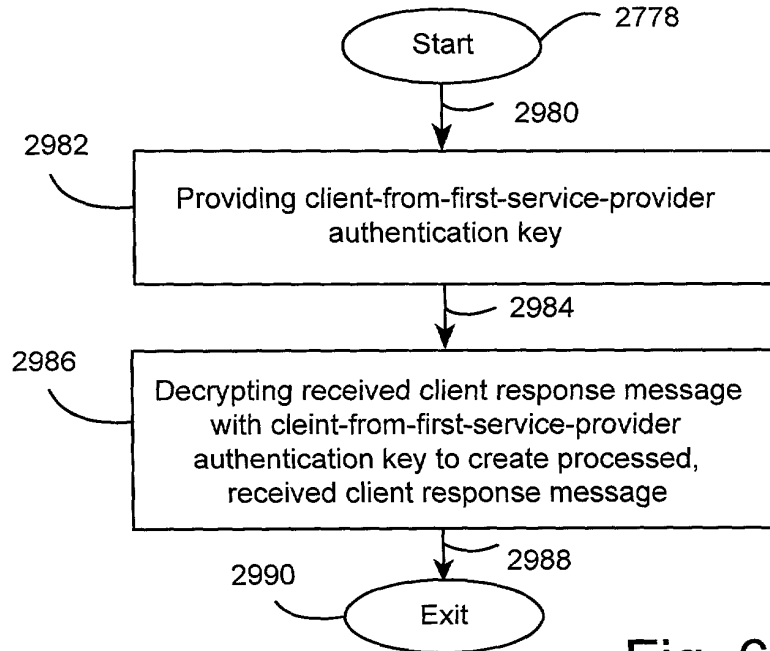 Start
2778
2980
2982
Providing client-from-first-service-provider
authentication key
2984
2986
Decrypting received client response message
with cleint-from-first-service-provider
authentication key to create processed,
received client response message
2988
2990
Exit